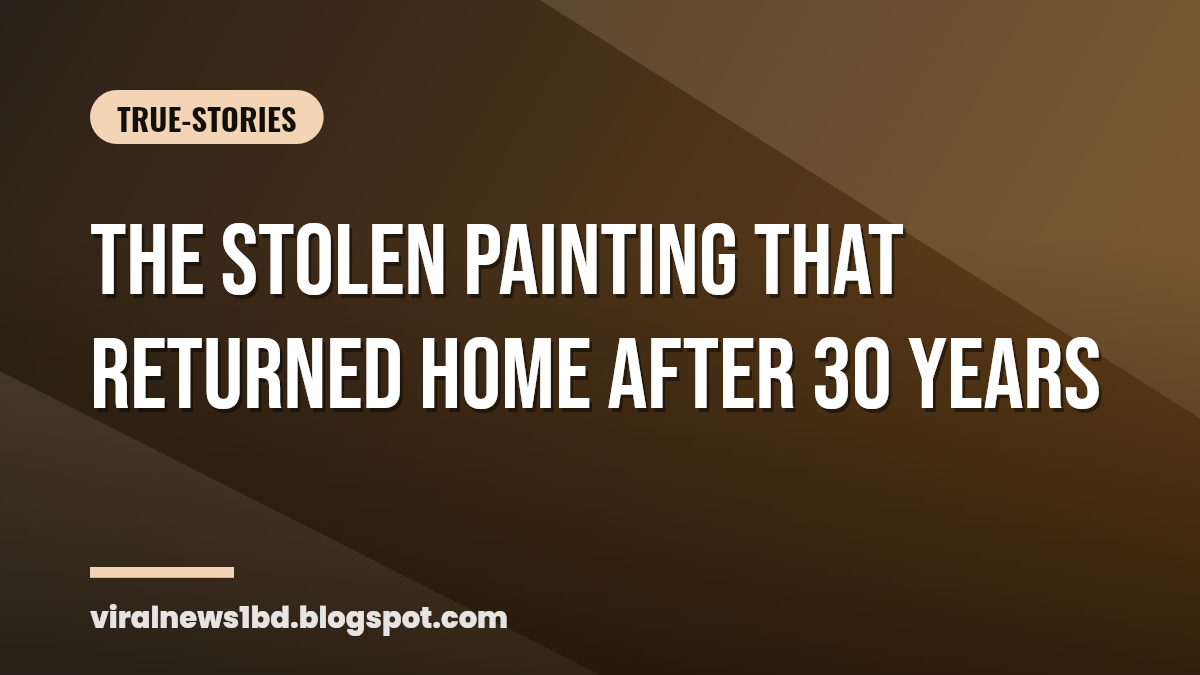 TRUE-STORIES
THE STOLEN PAINTING THAT
RETURNED HOME AFTER 30 YEARS
viralnews1bd.blogspot.com